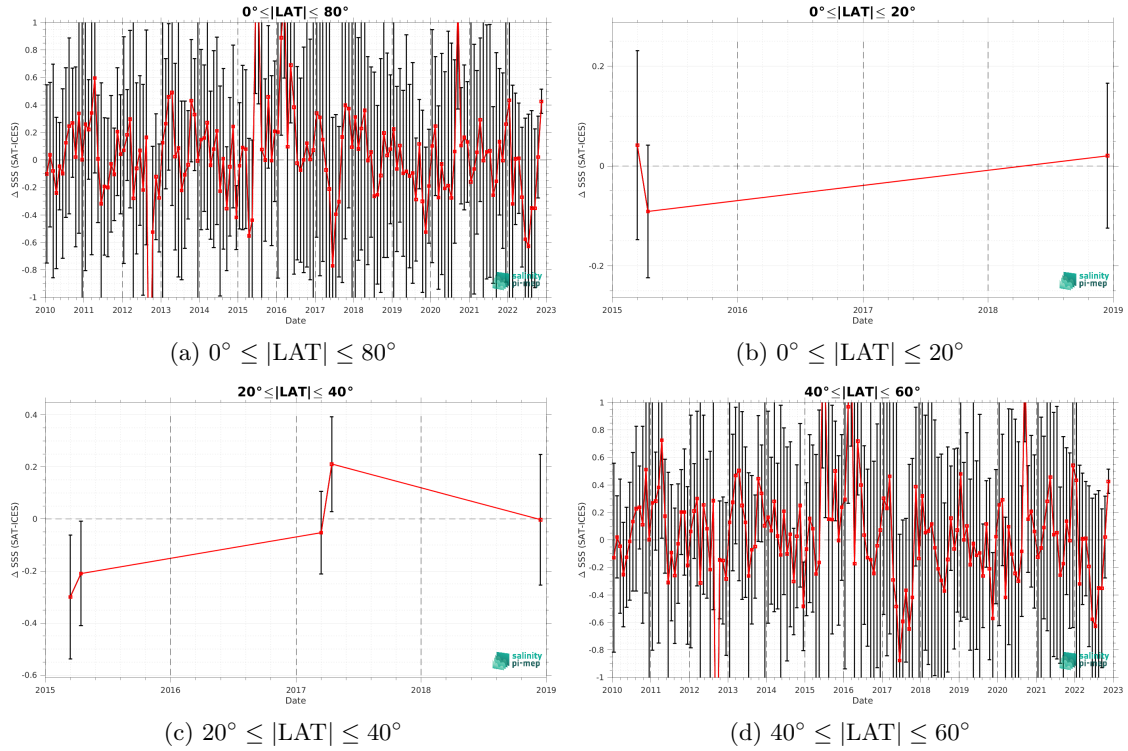 0°≤|LAT|≤ 80°
Δ SSS (SAT-ICES)
1
0.8
0.6
0.4
0.2
0
-0.2
-0.4
-0.6
-0.8
-1
2010 2011 2012 2013 2014 2015 2016 2017 2018 2019 2020 2021 2022 2023
Date
salinity
pi-mep
(a) 0° ≤ |LAT| ≤ 80°
0°≤|LAT|≤ 20°
Δ SSS (SAT-ICES)
0.2
0
-0.2
2015 2016 2017 2018 2019
Date
salinity
pi-mep
(b) 0° ≤ |LAT| ≤ 20°
20°≤|LAT|≤ 40°
Δ SSS (SAT-ICES)
0.4
0.2
0
-0.2
-0.4
-0.6
2015 2016 2017 2018 2019
Date
salinity
pi-mep
(c) 20° ≤ |LAT| ≤ 40°
40°≤|LAT|≤ 60°
Δ SSS (SAT-ICES)
1
0.8
0.6
0.4
0.2
0
-0.2
-0.4
-0.6
-0.8
-1
2010 2011 2012 2013 2014 2015 2016 2017 2018 2019 2020 2021 2022 2023
Date
salinity
pi-mep
(d) 40° ≤ |LAT| ≤ 60°